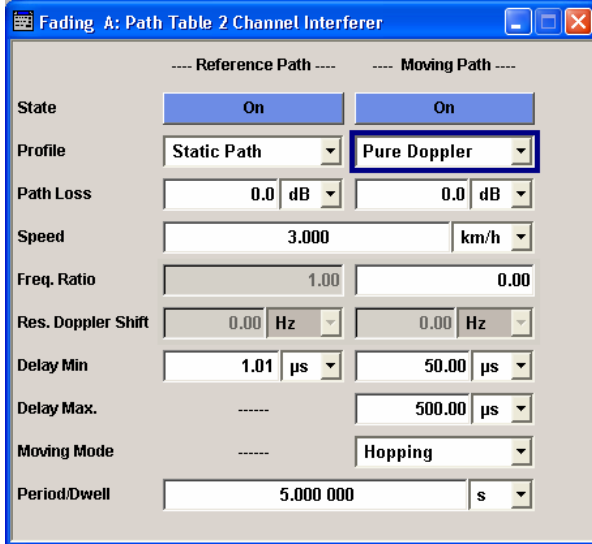 Fading A: Path Table 2 Channel Interferer
---- Reference Path ---- ---- Moving Path ----
State On On
Profile Static Path Pure Doppler
Path Loss 0.0 dB 0.0 dB
Speed 3.000 km/h
Freq. Ratio 1.00 0.00
Res. Doppler Shift 0.00 Hz 0.00 Hz
Delay Min 1.01 µs 50.00 µs
Delay Max. ------ 500.00 µs
Moving Mode ------ Hopping
Period/Dwell 5.000 000 s